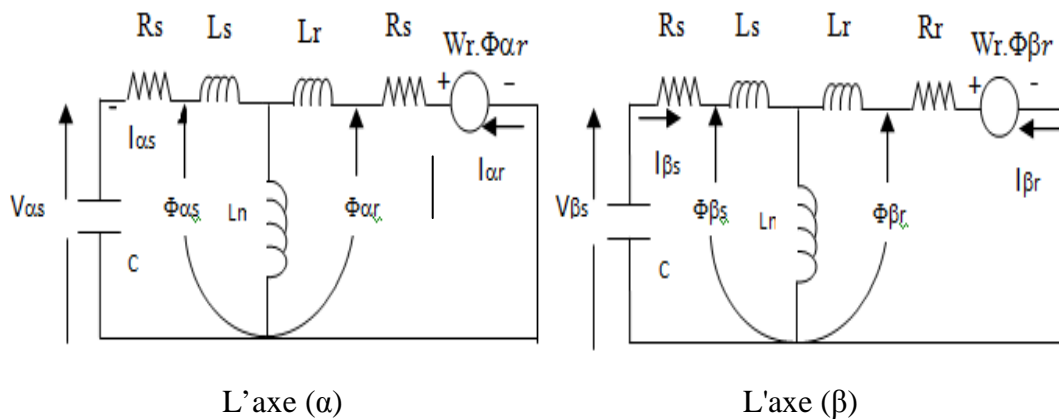 Rs Ls Lr Rs Wr.Φαr
+ -
-
Iαs
Iαr
Vαs
Φαs Ln Φαr
C
L'axe (α)
Rs Ls Lr Rr Wr.Φβr
+ -
Iβs
Iβr
Vβs
Φβs Ln Φβr
C
L'axe (β)